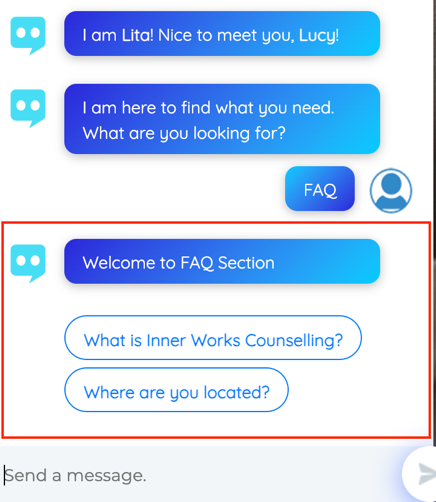 I am Lita! Nice to meet you, Lucy!
I am here to find what you need.
What are you looking for?
FAQ
Welcome to FAQ Section
What is Inner Works Counselling?
Where are you located?
Send a message.